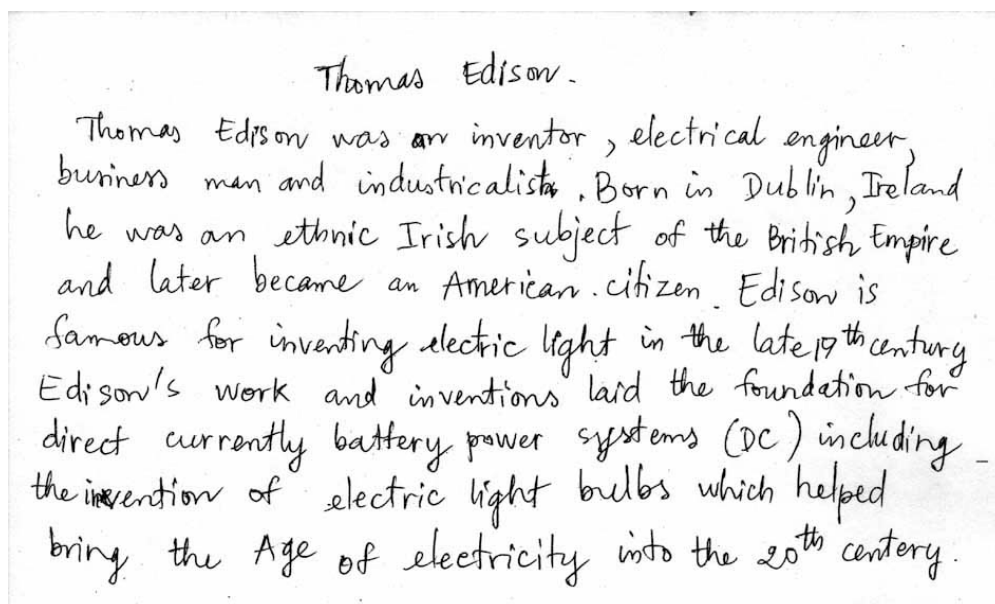 Thomas Edison.
Thomas Edison was an inventor, electrical engineer,
business man and industricalist. Born in Dublin, Ireland
he was an ethnic Irish subject of the British Empire
and later became an American. citizen. Edison is
famous for inventing electric light in the late 19th century
Edison's work and inventions laid the foundation for
direct currently battery power systems (DC) including
the invention of electric light bulbs which helped
bring the Age of electricity into the 20th centery.